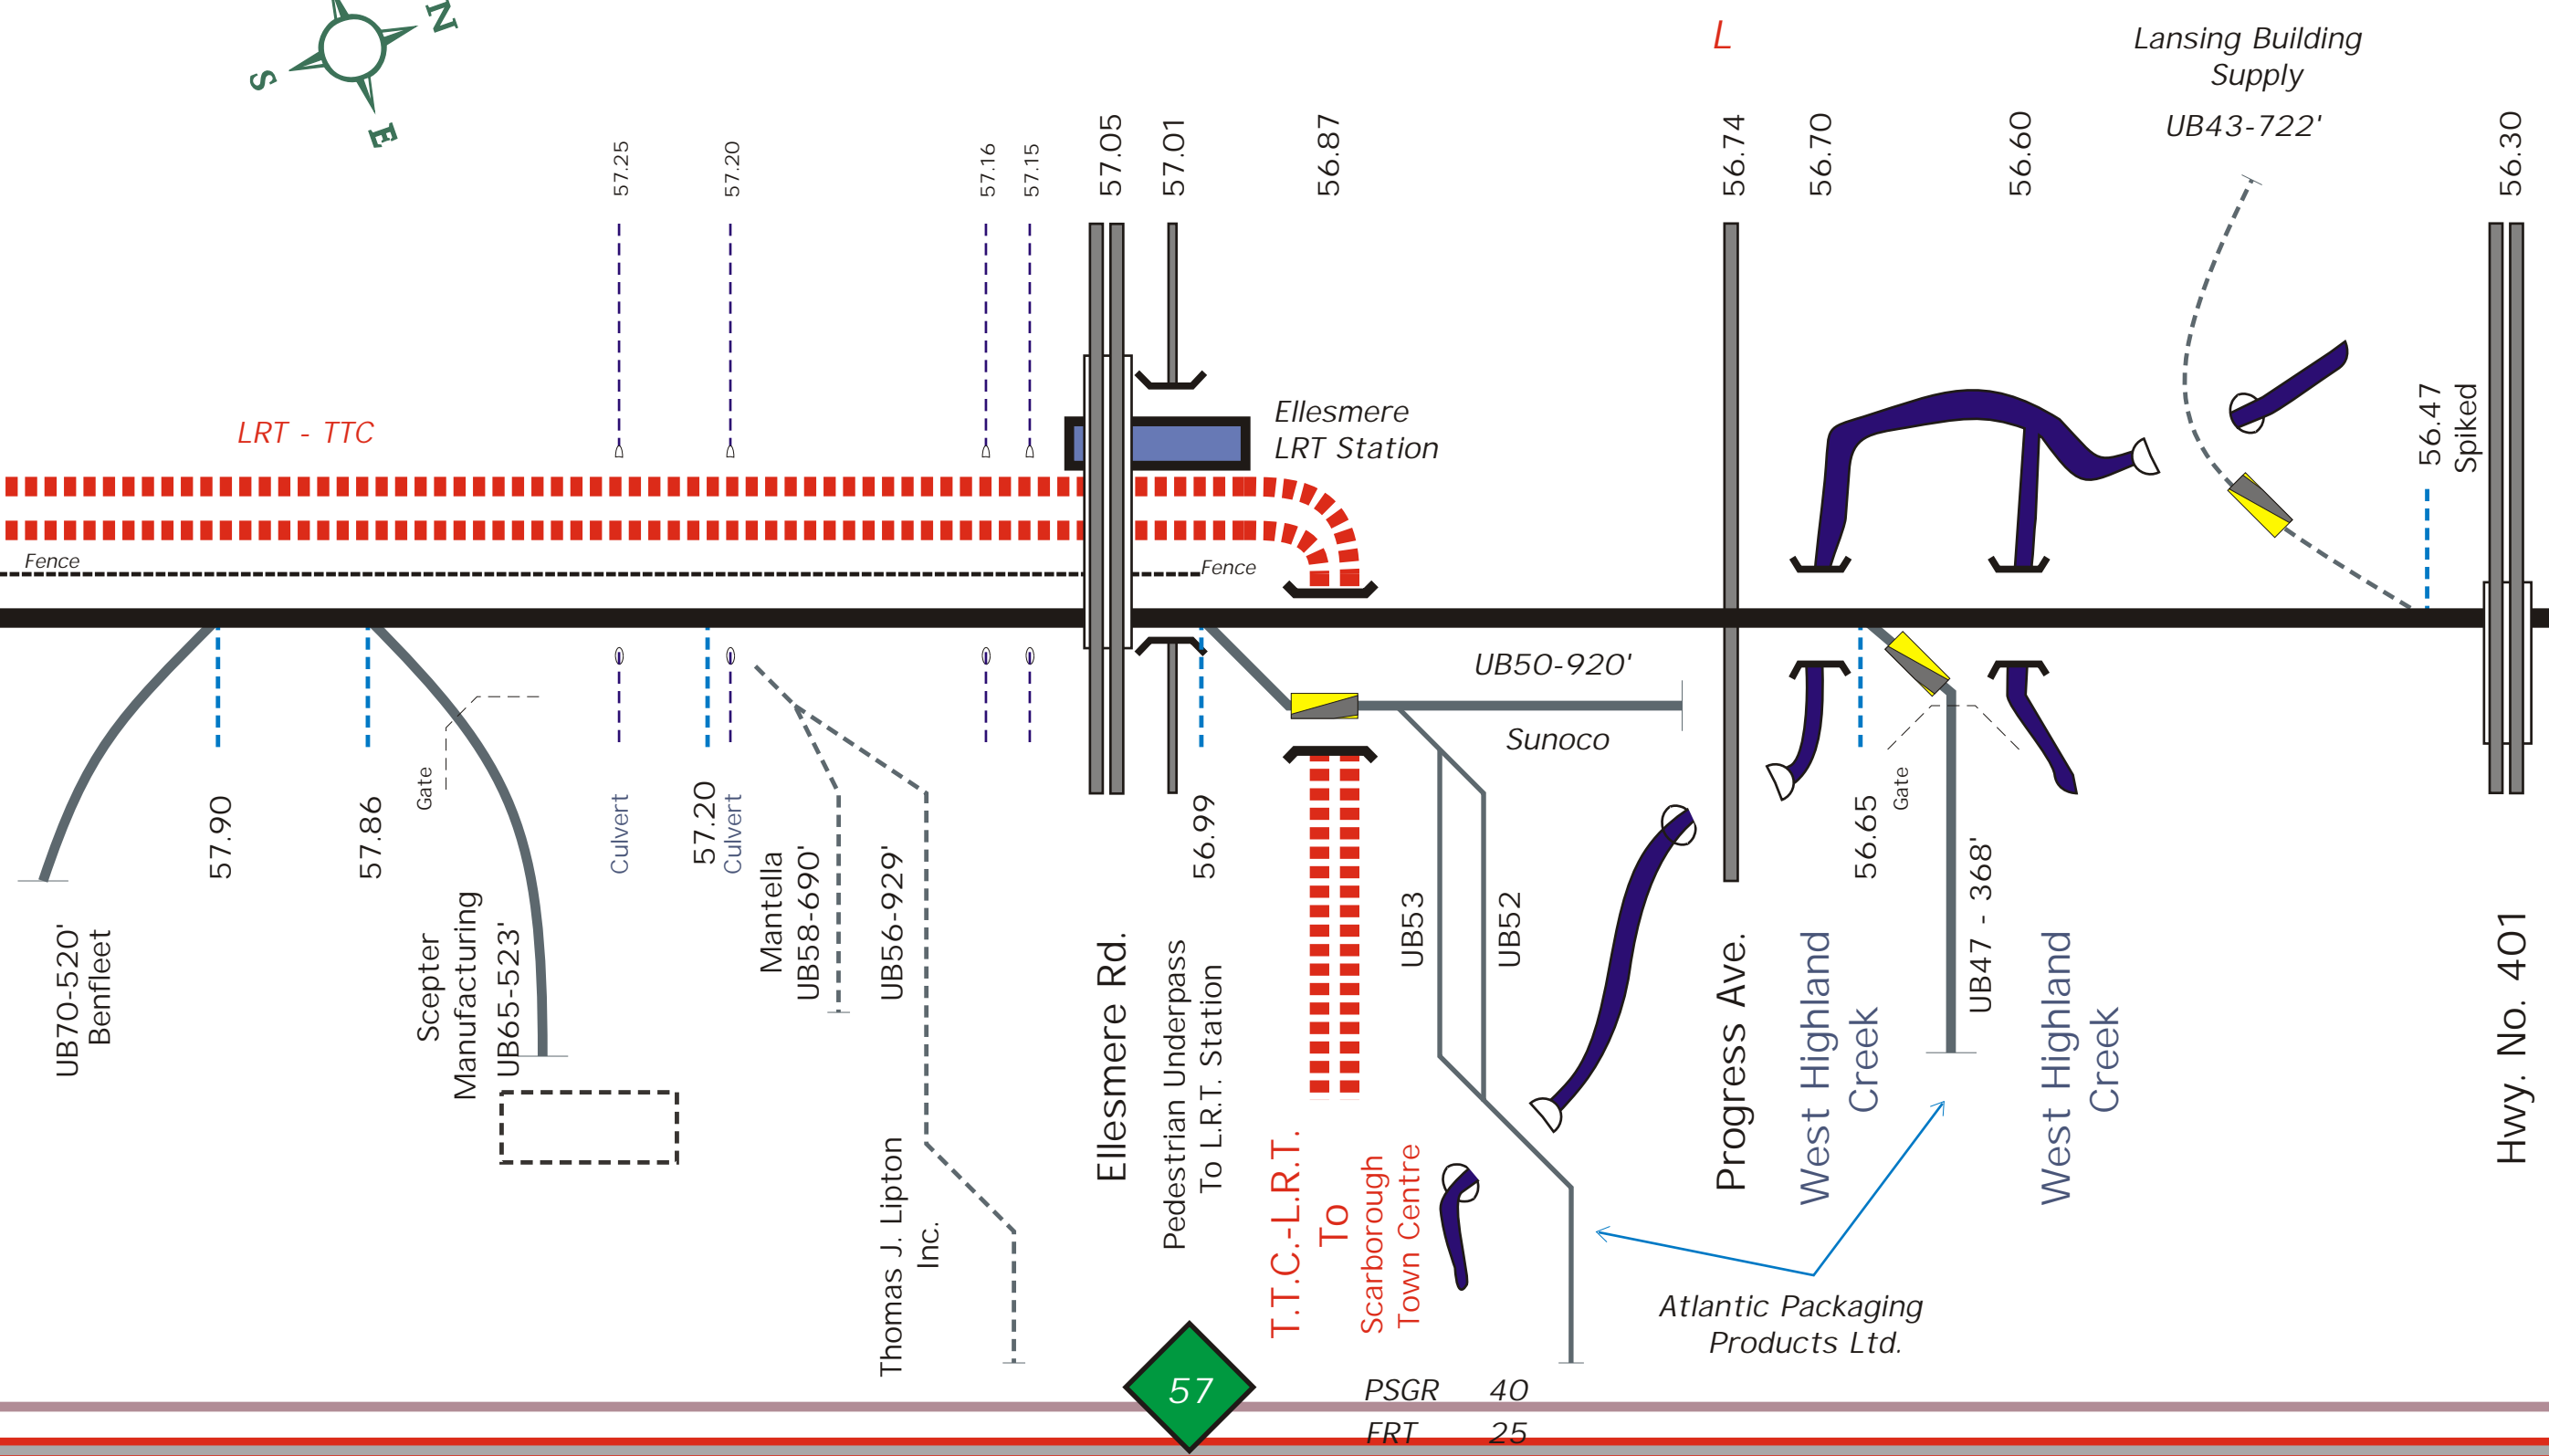 N
S
E
L
Lansing Building
Supply
UB43-722'
57.25
57.20
57.16
57.15
57.05
57.01
56.87
56.74
56.70
56.60
56.30
LRT - TTC
Ellesmere
LRT Station
56.47
Spiked
Fence
Fence
UB50-920'
Sunoco
57.90
57.86
Gate
Culvert
57.20
Culvert
56.99
56.65
Gate
UB70-520'
Benfleet
Scepter
Manufacturing
UB65-523'
Mantella
UB58-690'
UB56-929'
Thomas J. Lipton
Inc.
Ellesmere Rd.
Pedestrian Underpass
To L.R.T. Station
T.T.C.-L.R.T.
To
Scarborough
Town Centre
UB53
UB52
Progress Ave.
West Highland
Creek
UB47 - 368'
West Highland
Creek
Hwy. No. 401
Atlantic Packaging
Products Ltd.
57
PSGR 40
FRT 25